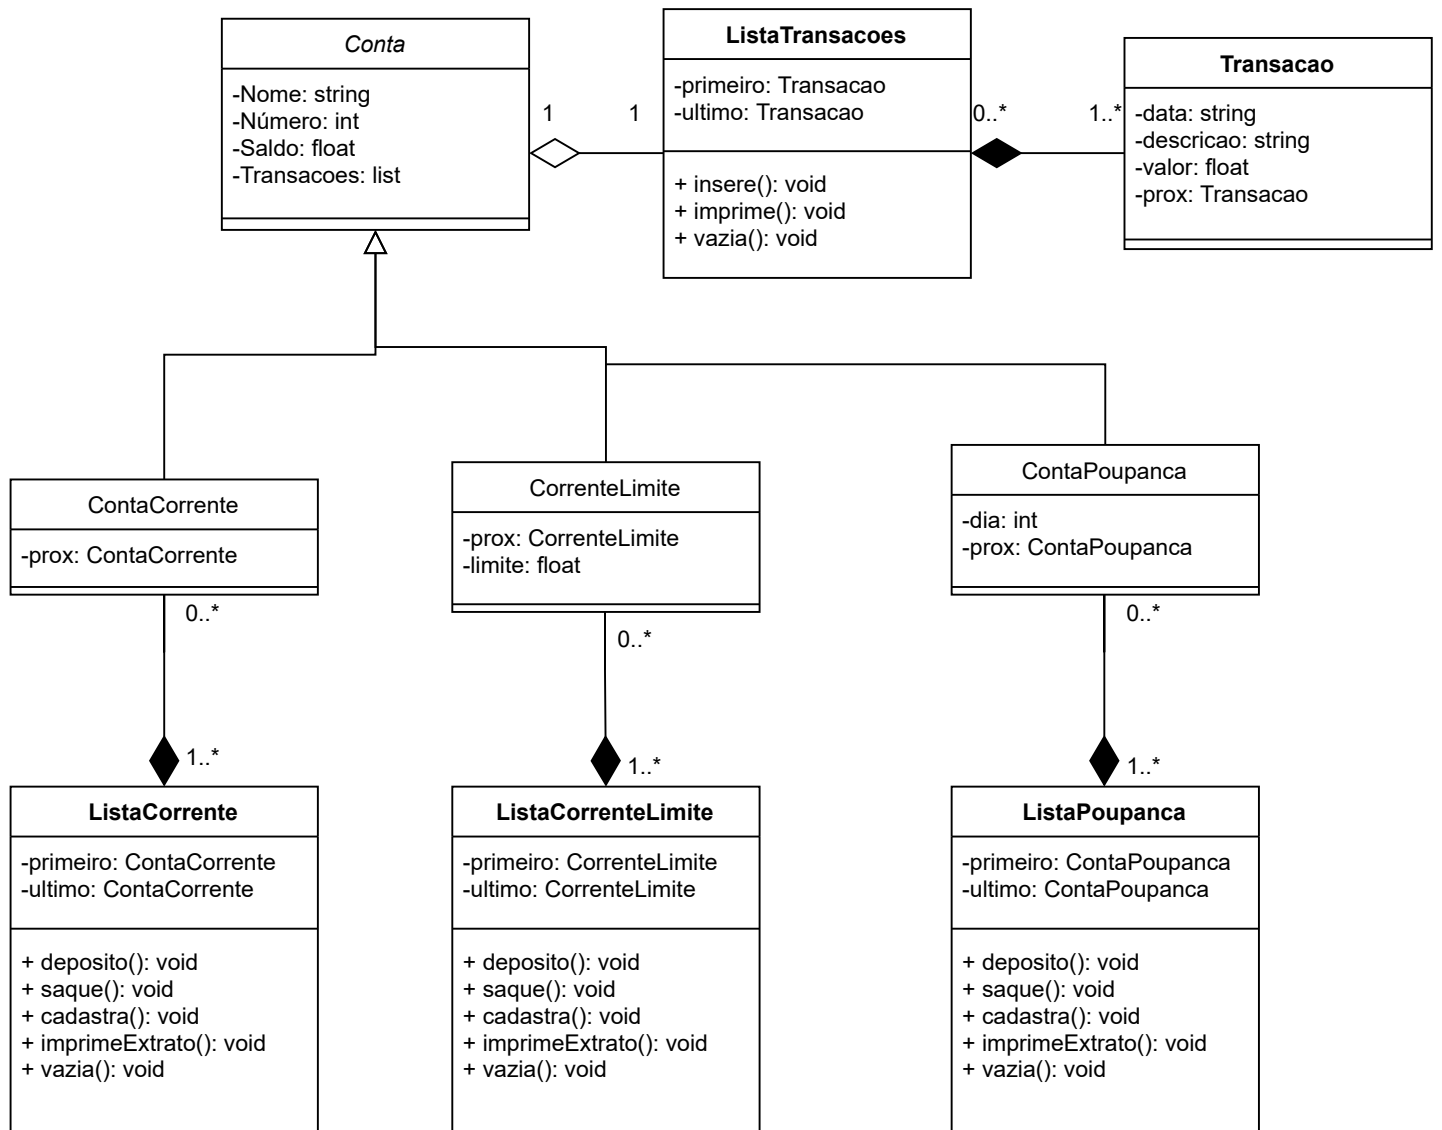 Conta
-Nome: string
-Número: int
-Saldo: float
-Transacoes: list
1
1
ListaTransacoes
-primeiro: Transacao
-ultimo: Transacao
+ insere(): void
+ imprime(): void
+ vazia(): void
0..*
1..*
Transacao
-data: string
-descricao: string
-valor: float
-prox: Transacao
ContaCorrente
-prox: ContaCorrente
0..*
CorrenteLimite
-prox: CorrenteLimite
-limite: float
0..*
ContaPoupanca
-dia: int
-prox: ContaPoupanca
0..*
1..*
ListaCorrente
-primeiro: ContaCorrente
-ultimo: ContaCorrente
+ deposito(): void
+ saque(): void
+ cadastra(): void
+ imprimeExtrato(): void
+ vazia(): void
1..*
ListaCorrenteLimite
-primeiro: CorrenteLimite
-ultimo: CorrenteLimite
+ deposito(): void
+ saque(): void
+ cadastra(): void
+ imprimeExtrato(): void
+ vazia(): void
1..*
ListaPoupanca
-primeiro: ContaPoupanca
-ultimo: ContaPoupanca
+ deposito(): void
+ saque(): void
+ cadastra(): void
+ imprimeExtrato(): void
+ vazia(): void